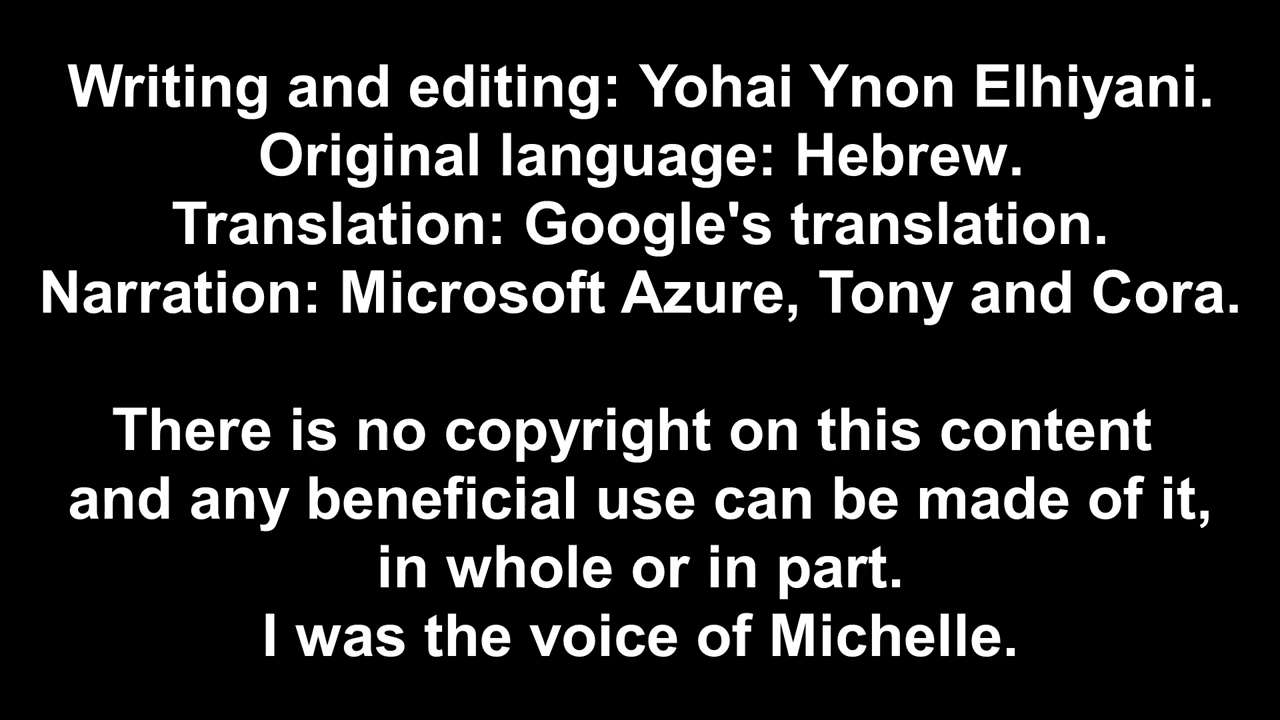 Writing and editing: Yohai Ynon Elhiyani.
Original language: Hebrew.
Translation: Google's translation.
Narration: Microsoft Azure, Tony and Cora.
There is no copyright on this content
and any beneficial use can be made of it,
in whole or in part.
I was the voice of Michelle.